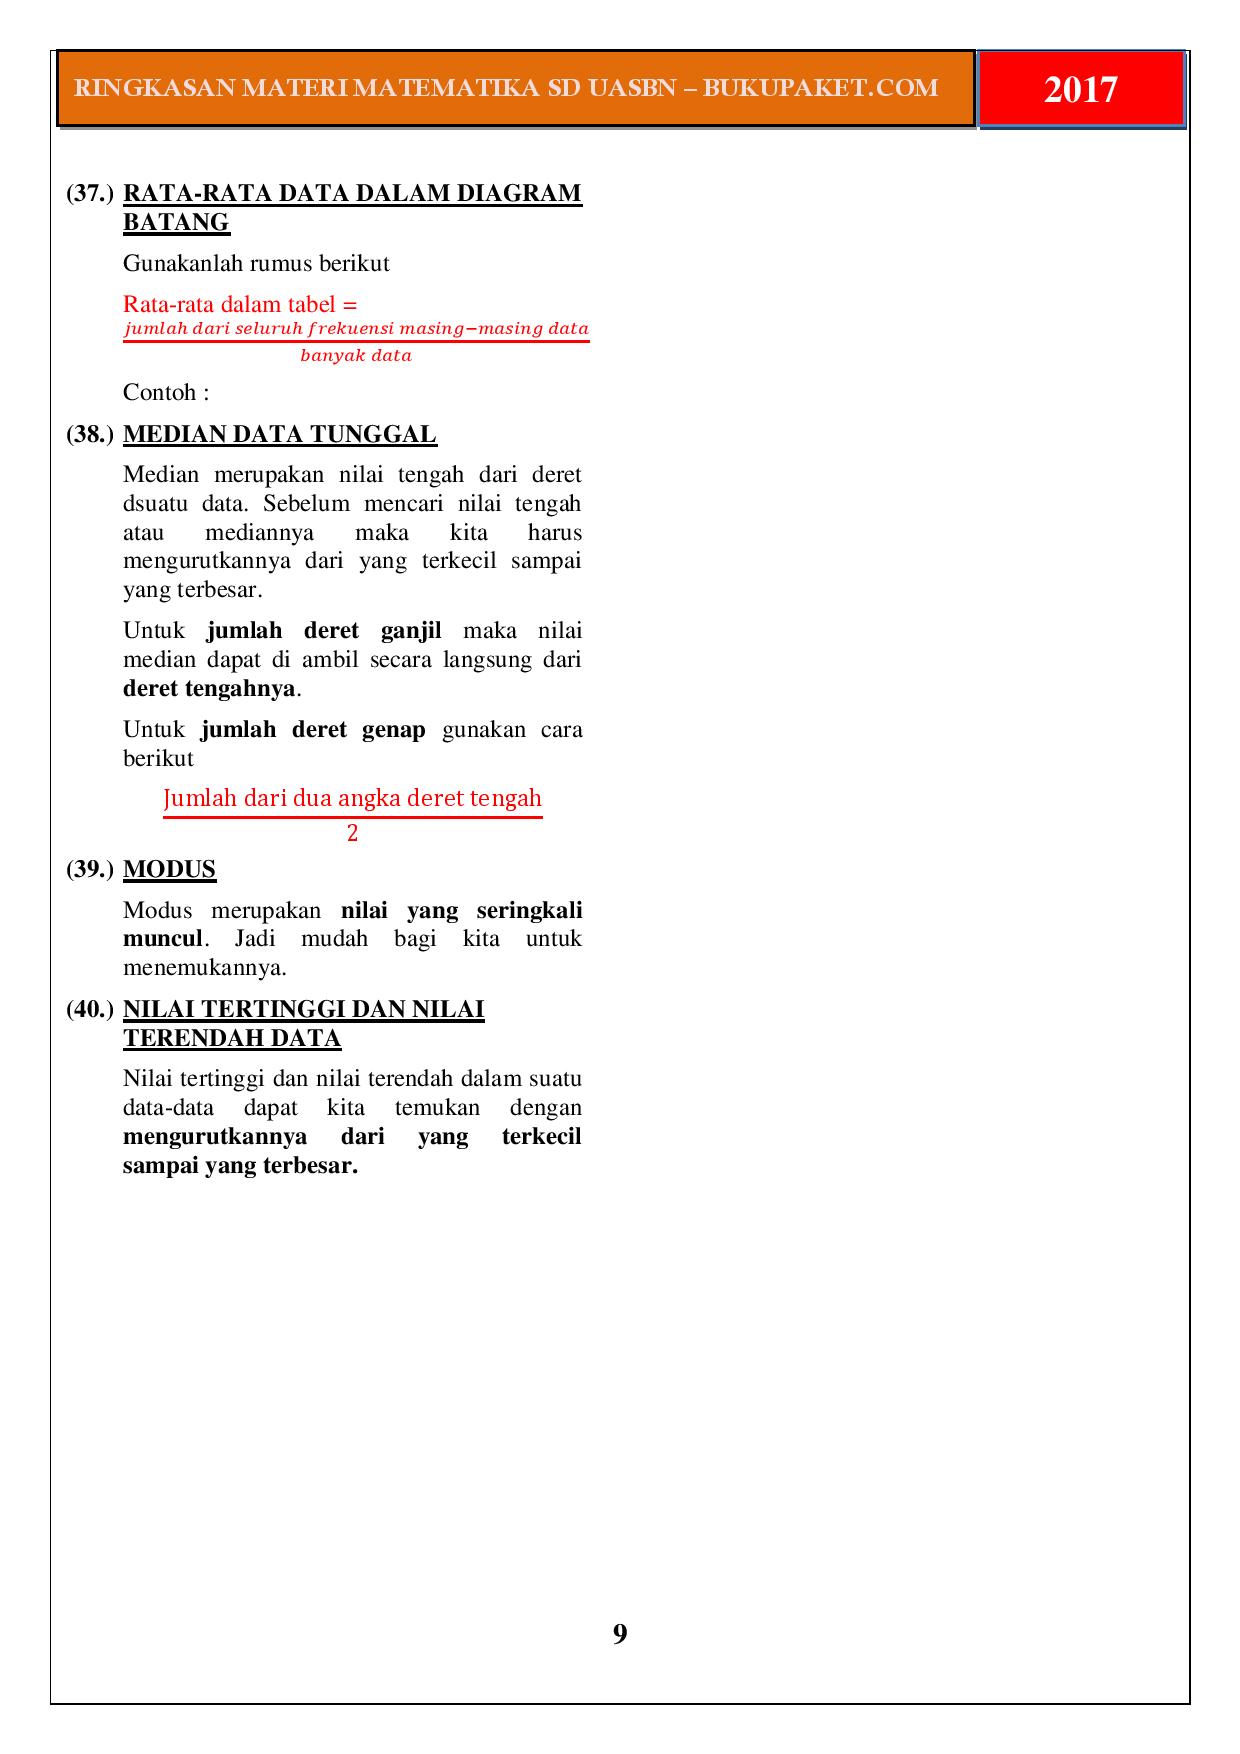 RINGKASAN MATERI MATEMATIKA SD UASBN – BUKUPAKET.COM
2017
(37.) RATA-RATA DATA DALAM DIAGRAM
BATANG
Gunakanlah rumus berikut
Rata-rata dalam tabel =
jumlah dari seluruh frekuensi masing−masing data
banyak data
Contoh :
(38.) MEDIAN DATA TUNGGAL
Median merupakan nilai tengah dari deret
dsuatu data. Sebelum mencari nilai tengah
atau mediannya maka kita harus
mengurutkannya dari yang terkecil sampai
yang terbesar.
Untuk jumlah deret ganjil maka nilai
median dapat di ambil secara langsung dari
deret tengahnya.
Untuk jumlah deret genap gunakan cara
berikut
Jumlah dari dua angka deret tengah
2
(39.) MODUS
Modus merupakan nilai yang seringkali
muncul. Jadi mudah bagi kita untuk
menemukannya.
(40.) NILAI TERTINGGI DAN NILAI
TERENDAH DATA
Nilai tertinggi dan nilai terendah dalam suatu
data-data dapat kita temukan dengan
mengurutkannya dari yang terkecil
sampai yang terbesar.
9